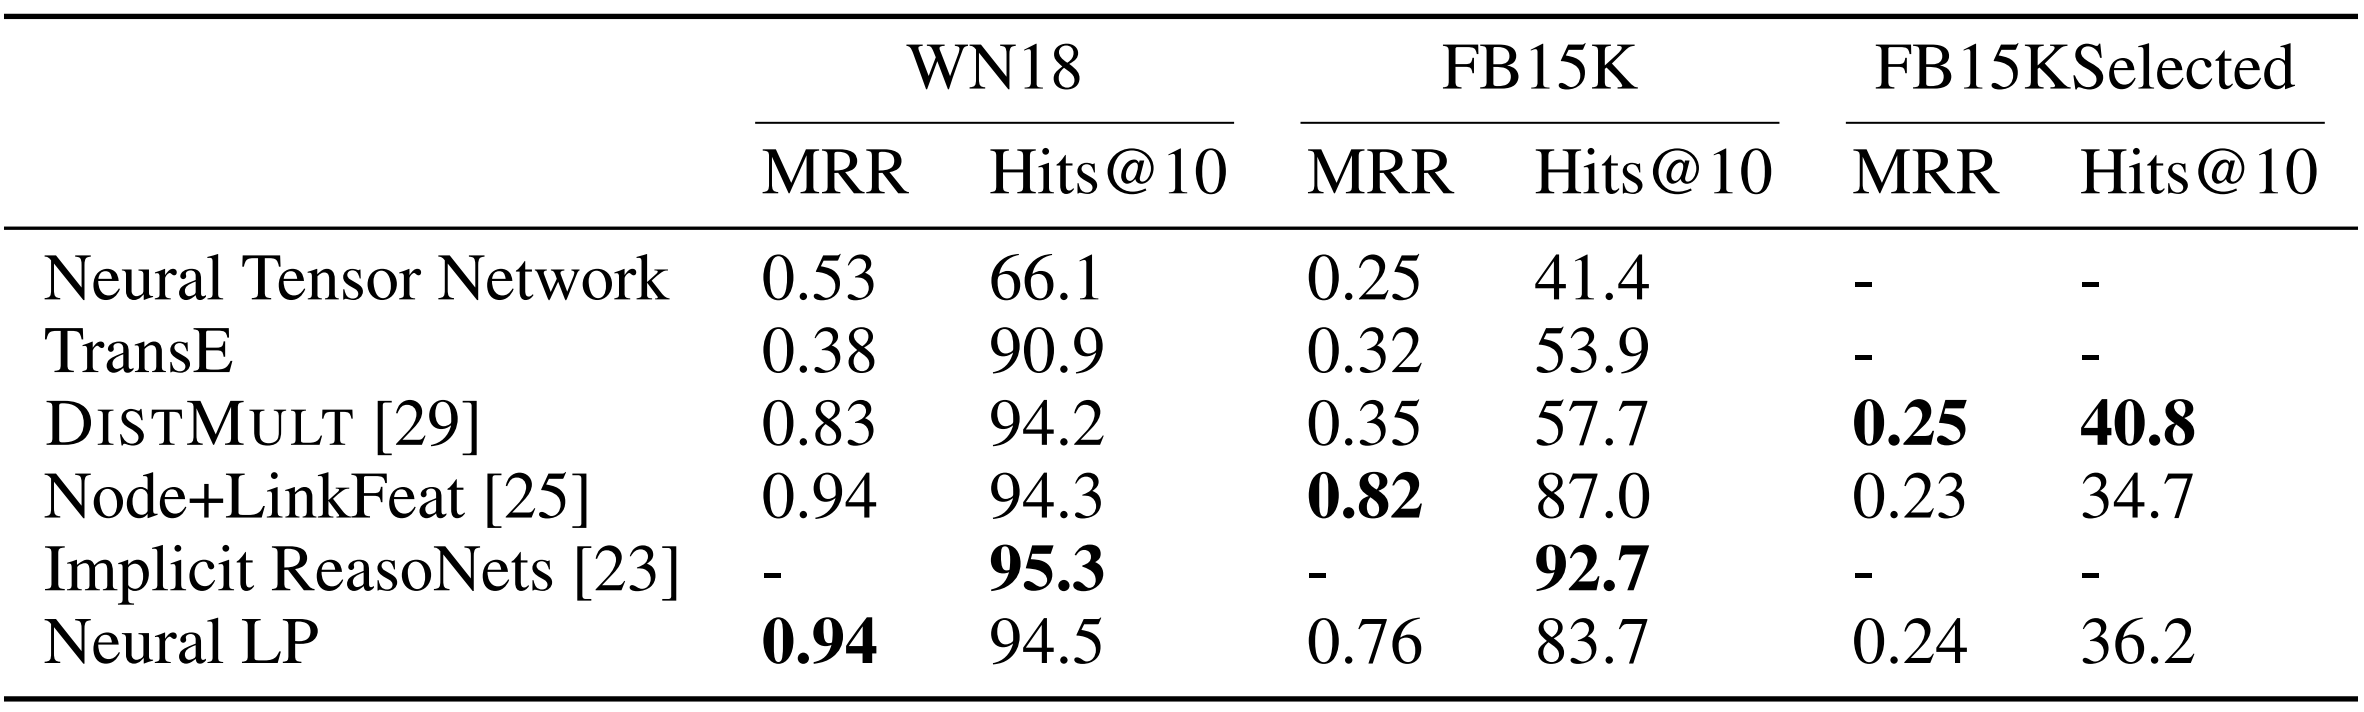 WN18 FB15K FB15KSelected
MRR Hits@10 MRR Hits@10 MRR Hits@10
Neural Tensor Network 0.53 66.1 0.25 41.4 - -
TransE 0.38 90.9 0.32 53.9 - -
DISTMULT [29] 0.83 94.2 0.35 57.7 0.25 40.8
Node+LinkFeat [25] 0.94 94.3 0.82 87.0 0.23 34.7
Implicit ReasoNets [23] - 95.3 - 92.7 - -
Neural LP 0.94 94.5 0.76 83.7 0.24 36.2